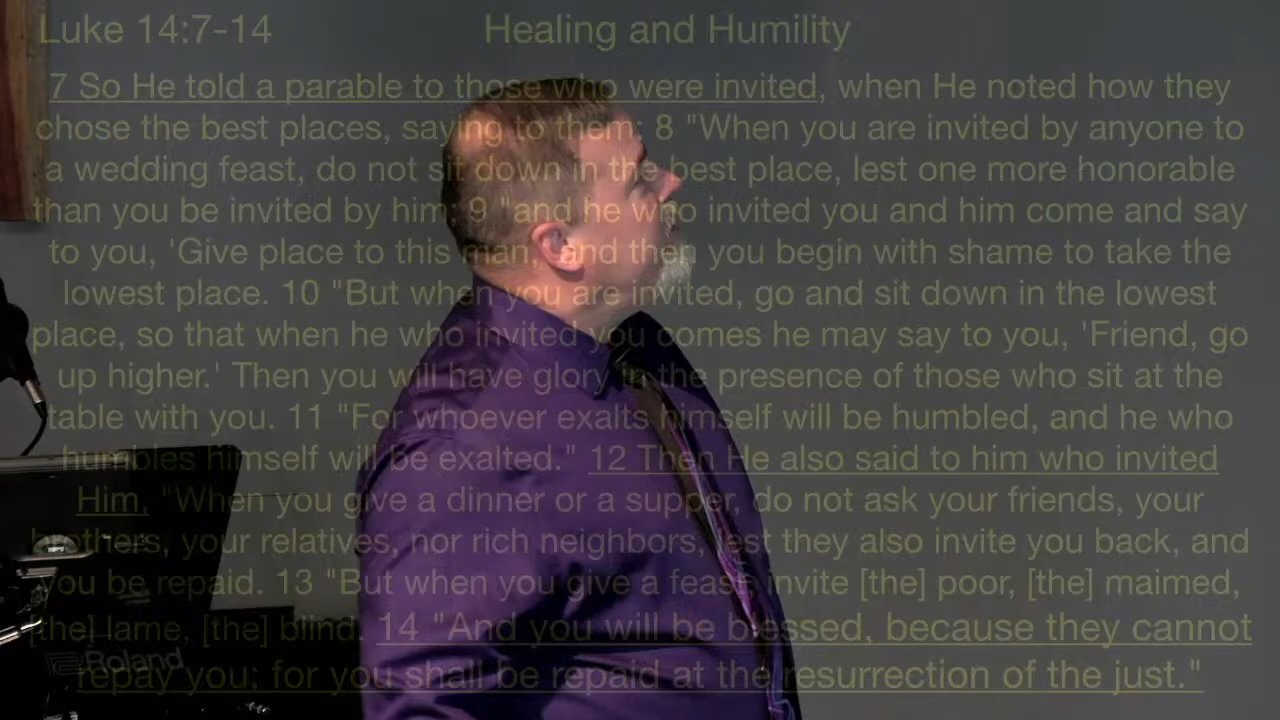 Luke 14:7-14 Healing and Humility
7 So He told a parable to those who were invited, when He noted how they
chose the best places, saying to them: 8 "When you are invited by anyone to
a wedding feast, do not sit down in the best place, lest one more honorable
than you be invited by him; 9 "and he who invited you and him come and say
to you, 'Give place to this man,' and then you begin with shame to take the
lowest place. 10 "But when you are invited, go and sit down in the lowest
place, so that when he who invited you comes he may say to you, 'Friend, go
up higher.' Then you will have glory in the presence of those who sit at the
table with you. 11 "For whoever exalts himself will be humbled, and he who
humbles himself will be exalted." 12 Then He also said to him who invited
Him, "When you give a dinner or a supper, do not ask your friends, your
brothers, your relatives, nor rich neighbors, lest they also invite you back, and
you be repaid. 13 "But when you give a feast, invite [the] poor, [the] maimed,
[the] lame, [the] blind. 14 "And you will be blessed, because they cannot
repay you; for you shall be repaid at the resurrection of the just."
Roland